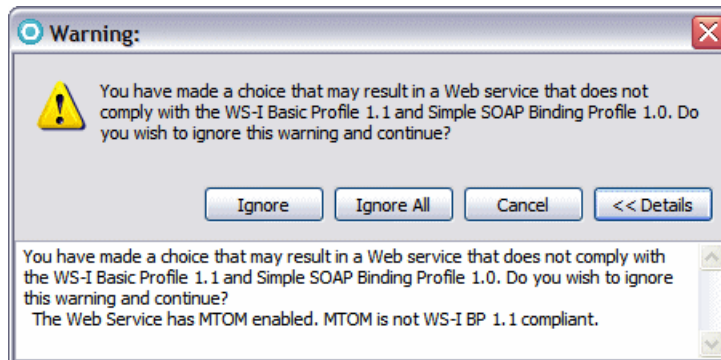 Warning:
You have made a choice that may result in a Web service that does not
comply with the WS-I Basic Profile 1.1 and Simple SOAP Binding Profile 1.0. Do
you wish to ignore this warning and continue?
Ignore
Ignore All
Cancel
<< Details
You have made a choice that may result in a Web service that does not comply with
the WS-I Basic Profile 1.1 and Simple SOAP Binding Profile 1.0. Do you wish to ignore
this warning and continue?
The Web Service has MTOM enabled. MTOM is not WS-I BP 1.1 compliant.